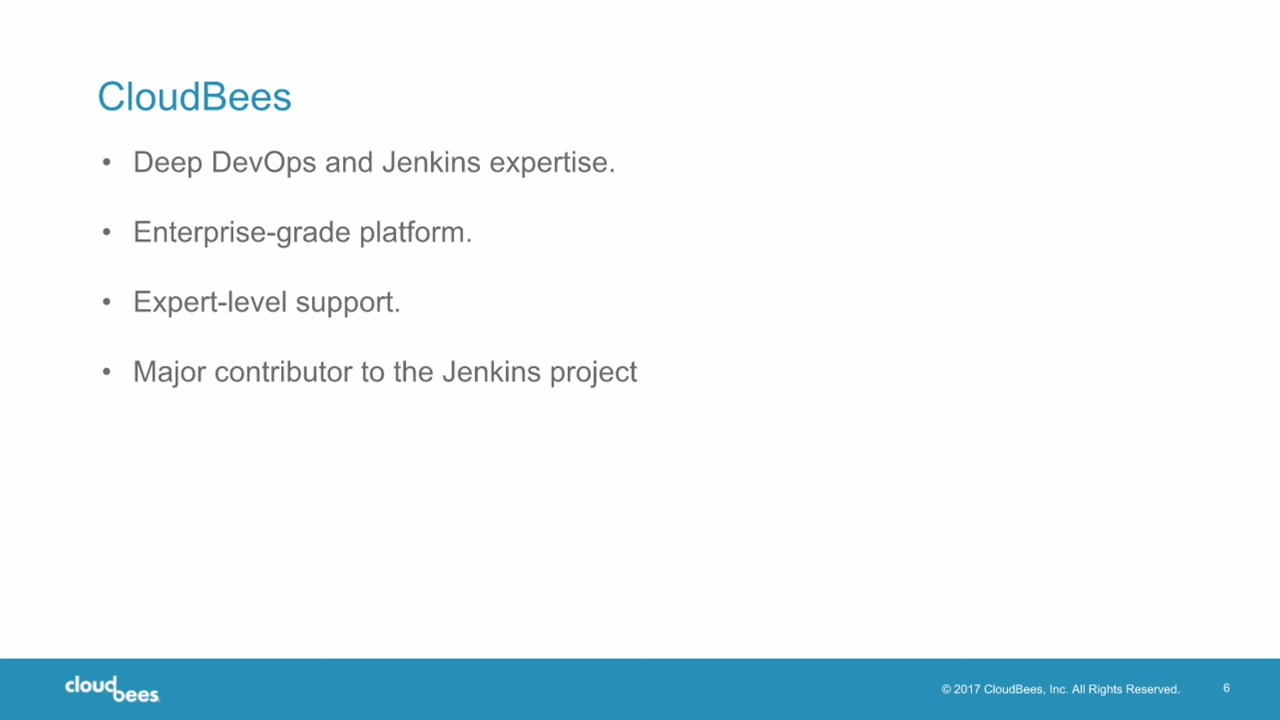 CloudBees
• Deep DevOps and Jenkins expertise.
• Enterprise-grade platform.
• Expert-level support.
• Major contributor to the Jenkins project
cloudbees
© 2017 CloudBees, Inc. All Rights Reserved. 6